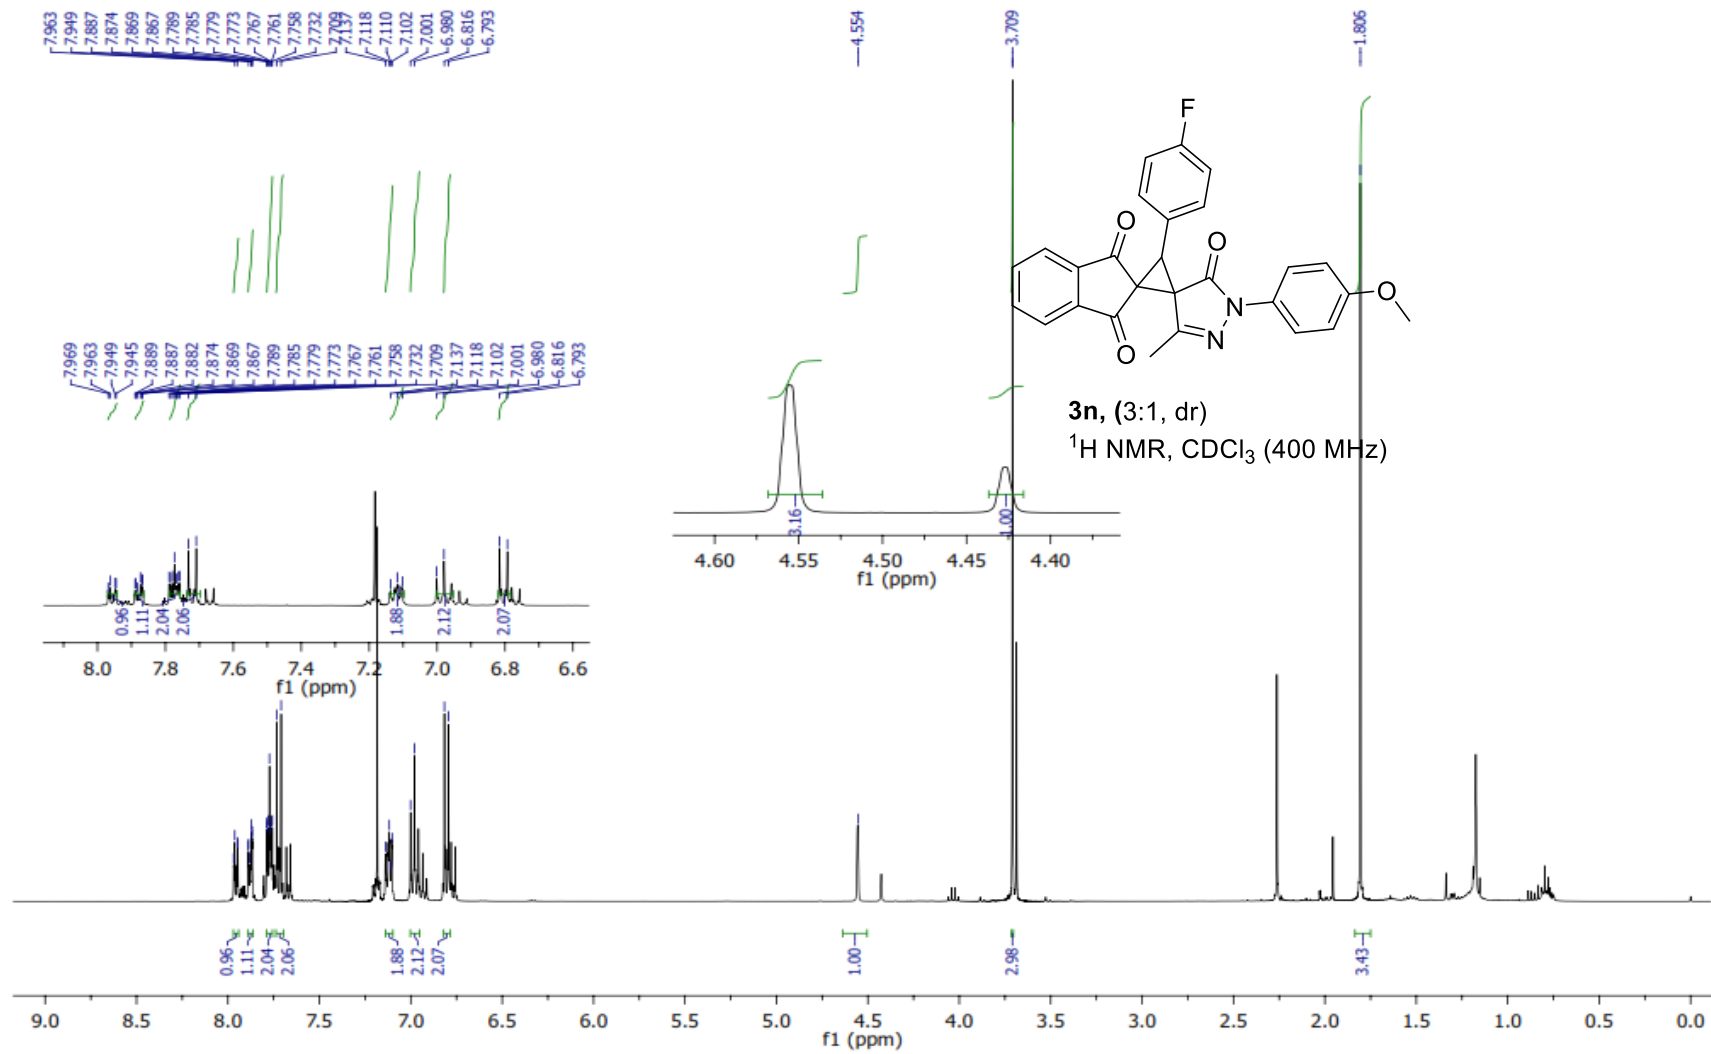 7.963 7.949 7.887 7.874 7.869 7.867 7.789 7.785 7.779 7.773 7.767 7.761 7.758 7.732 7.709 7.137 7.118 7.110 7.102 7.001 6.980 6.816 6.793
4.554
3.709
1.806
F
O
O
O
N
N
O
7.969 7.963 7.949 7.945 7.889 7.887 7.882 7.874 7.869 7.867 7.789 7.785 7.779 7.773 7.767 7.761 7.758 7.732 7.709 7.137 7.118 7.102 7.001 6.980 6.816 6.793
3n, (3:1, dr)
¹H NMR, CDCl₃ (400 MHz)
3.16 1.00
4.60 4.55 4.50 4.45 4.40
f1 (ppm)
0.96 1.11 2.04 2.06 1.88 2.12 2.07
8.0 7.8 7.6 7.4 7.2 7.0 6.8 6.6
f1 (ppm)
0.96 1.11 2.04 2.06 1.88 2.12 2.07 1.00 2.98 3.43
9.0 8.5 8.0 7.5 7.0 6.5 6.0 5.5 5.0 4.5 4.0 3.5 3.0 2.5 2.0 1.5 1.0 0.5 0.0
f1 (ppm)